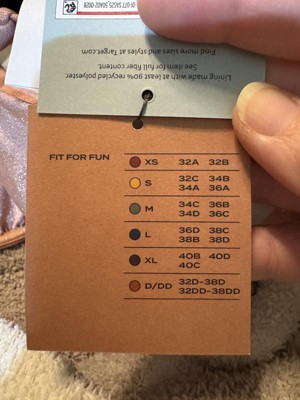 Lining made with at least 90%
recycled polyester.
See item for full fiber content.
Find more sizes and styles at Target.com
FIT FOR FUN
XS 32A 32B
S 32C 34B
34A 36A
M 34C 36B
34D 36C
L 36D 38C
38B 38D
XL 40B 40D
40C
D/DD 32D-38D
32DD-38DD